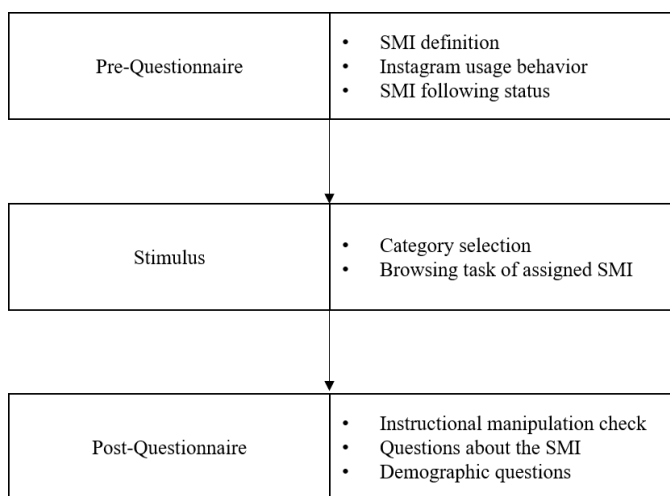 Pre-Questionnaire
• SMI definition
• Instagram usage behavior
• SMI following status
Stimulus
• Category selection
• Browsing task of assigned SMI
Post-Questionnaire
• Instructional manipulation check
• Questions about the SMI
• Demographic questions